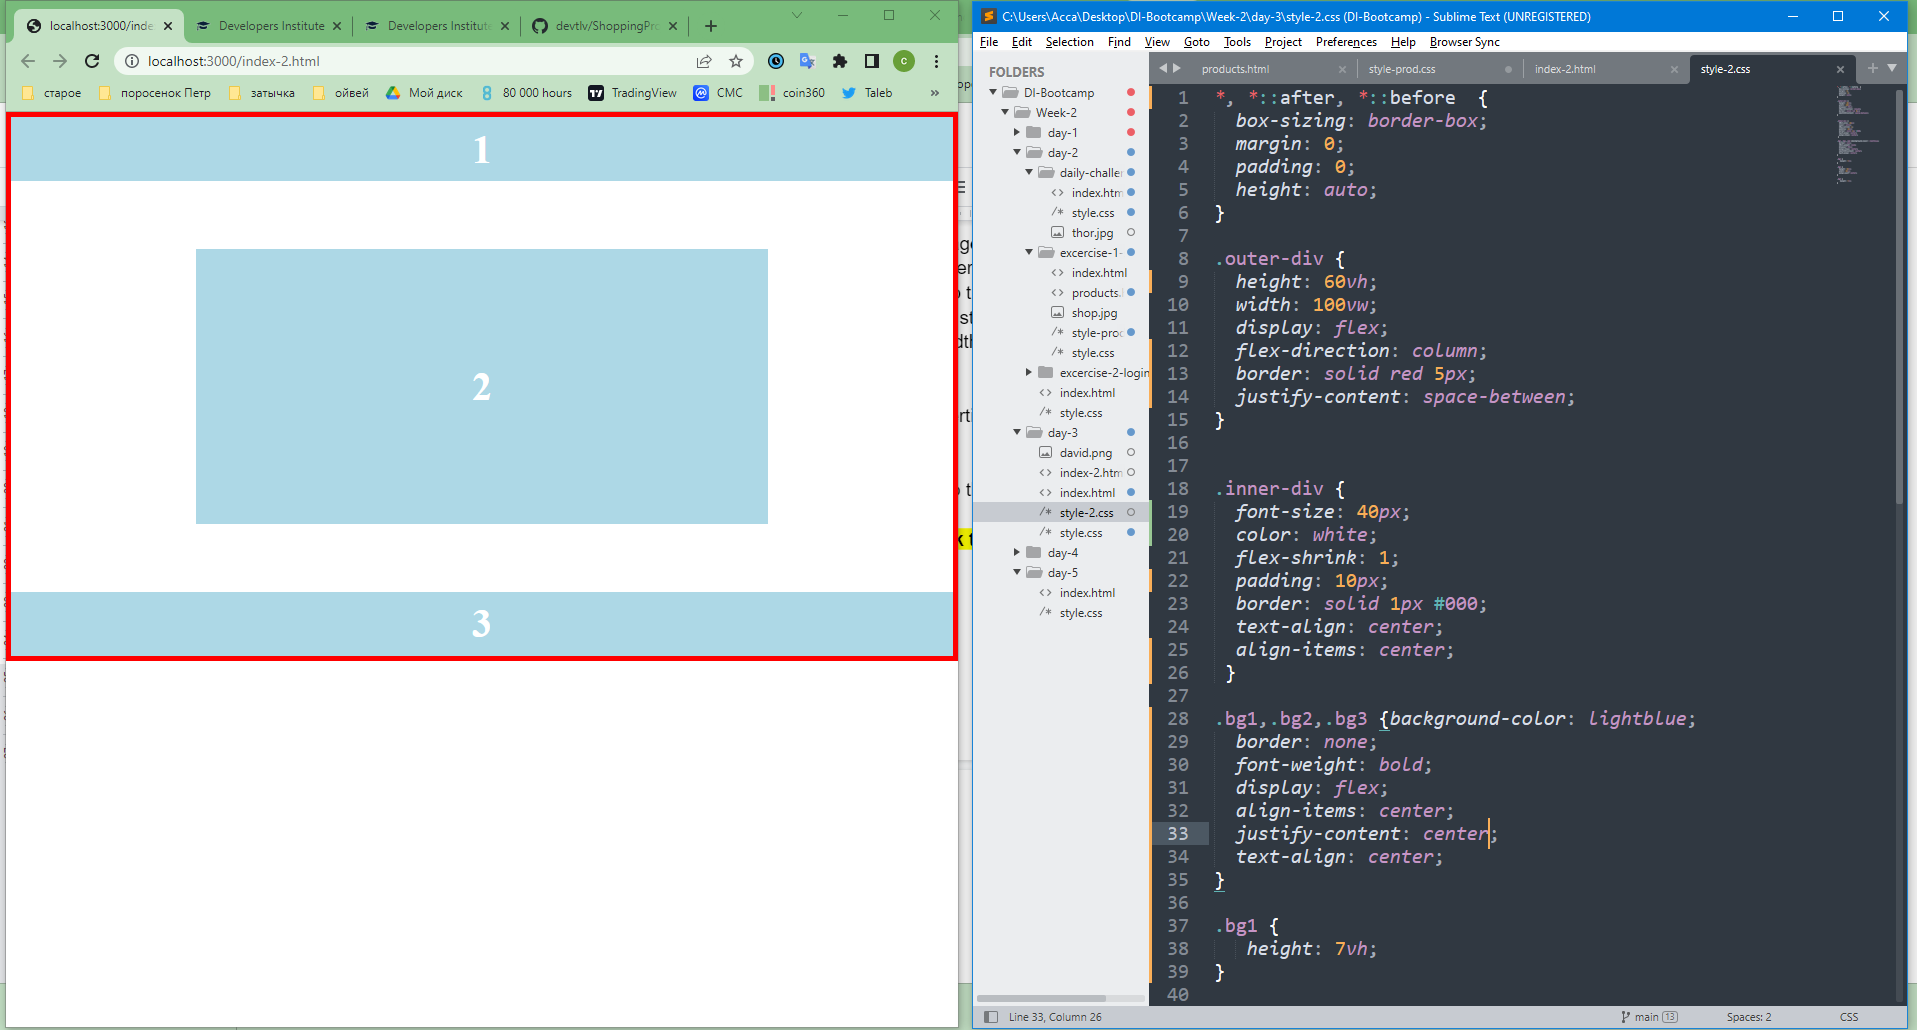 localhost:3000/inde
Developers Institute
Developers Institute
devtlv/ShoppingPro
localhost:3000/index-2.html
c
старое
поросенок Петр
затычка
ойвей
Мой диск
80 000 hours
TradingView
CMC
coin360
Taleb
»
1
2
3
C:\Users\Acca\Desktop\DI-Bootcamp\Week-2\day-3\style-2.css (DI-Bootcamp) - Sublime Text (UNREGISTERED)
File Edit Selection Find View Goto Tools Project Preferences Help Browser Sync
FOLDERS
DI-Bootcamp
Week-2
day-1
day-2
daily-challe
index.htm
style.css
thor.jpg
excercise-1-
index.html
products.
shop.jpg
style-proc
style.css
excercise-2-login
index.html
style.css
day-3
david.png
index-2.htm
index.html
style-2.css
style.css
day-4
day-5
index.html
style.css
products.html
style-prod.css
index-2.html
style-2.css
1 *, *::after, *::before {
2 box-sizing: border-box;
3 margin: 0;
4 padding: 0;
5 height: auto;
6 }
7
8 .outer-div {
9 height: 60vh;
10 width: 100vw;
11 display: flex;
12 flex-direction: column;
13 border: solid red 5px;
14 justify-content: space-between;
15 }
16
17
18 .inner-div {
19 font-size: 40px;
20 color: white;
21 flex-shrink: 1;
22 padding: 10px;
23 border: solid 1px #000;
24 text-align: center;
25 align-items: center;
26 }
27
28 .bg1,.bg2,.bg3 {background-color: lightblue;
29 border: none;
30 font-weight: bold;
31 display: flex;
32 align-items: center;
33 justify-content: center;
34 text-align: center;
35 }
36
37 .bg1 {
38 height: 7vh;
39 }
40
Line 33, Column 26
main 13
Spaces: 2
CSS